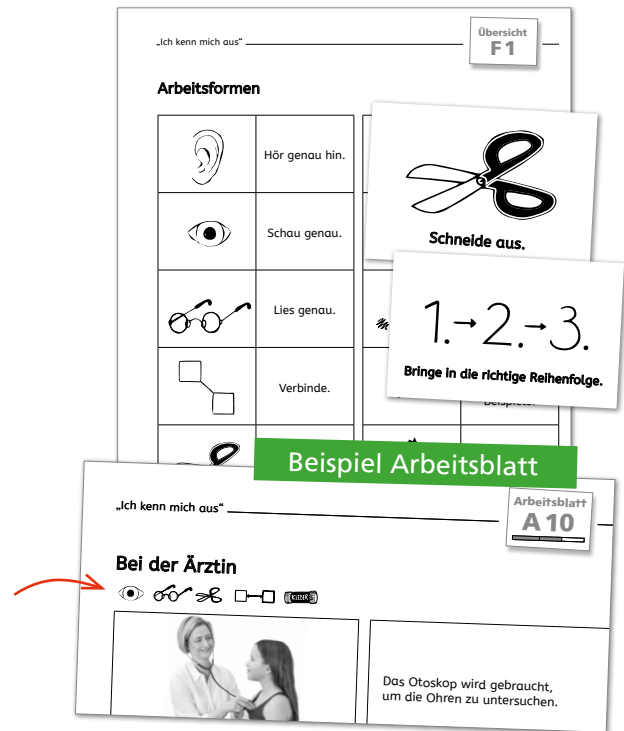 „Ich kenn mich aus“
Übersicht
F 1
Arbeitsformen
Hör genau hin.
Schau genau.
Lies genau.
Verbinde.
Schneide aus.
1.→2.→3.
Bringe in die richtige Reihenfolge.
Beispiel Arbeitsblatt
„Ich kenn mich aus“
Arbeitsblatt
A 10
Bei der Ärztin
KLEBER
Das Otoskop wird gebraucht,
um die Ohren zu untersuchen.